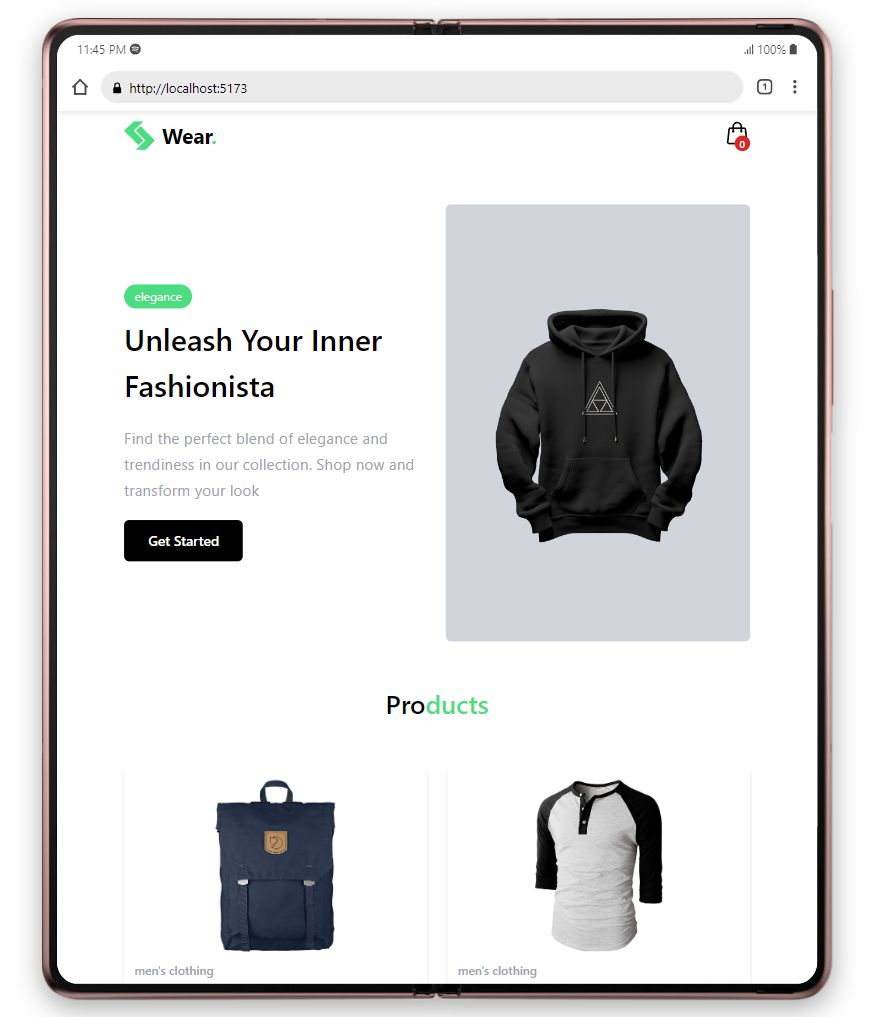 11:45 PM
100%
http://localhost:5173
1
Wear.
0
elegance
Unleash Your Inner
Fashionista
Find the perfect blend of elegance and
trendiness in our collection. Shop now and
transform your look
Get Started
Products
men's clothing
men's clothing